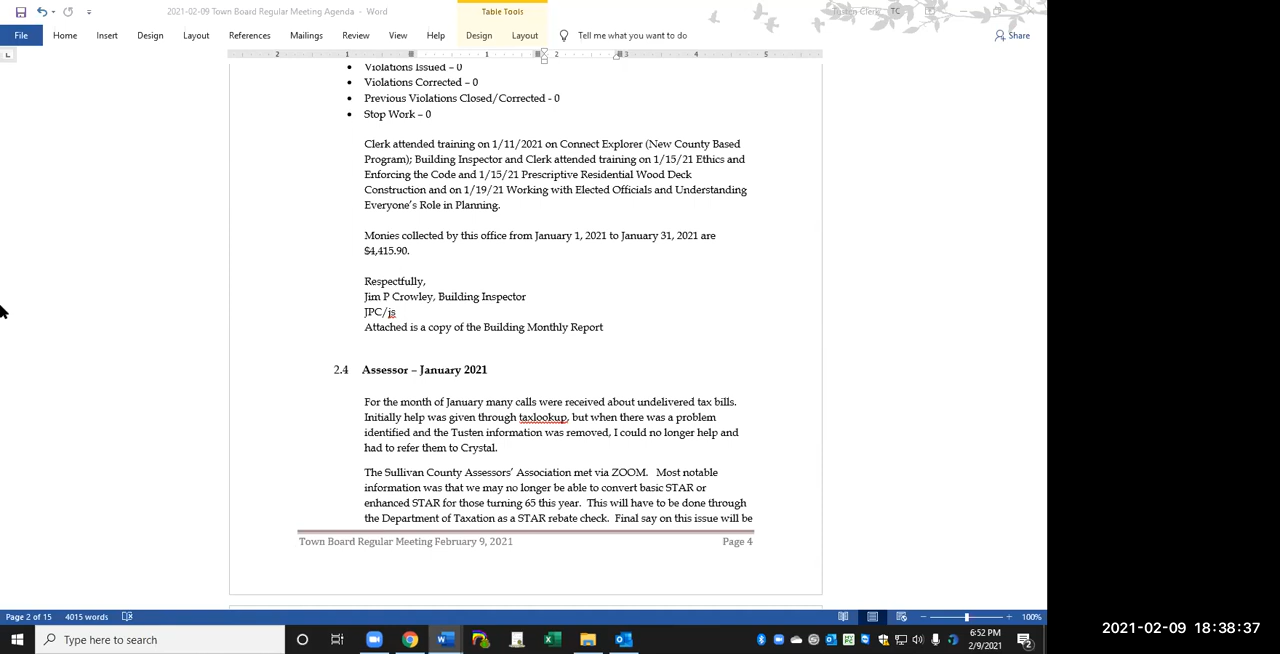 2021-02-09 Town Board Regular Meeting Agenda - Word
Table Tools
Tusten Clerk TC
File Home Insert Design Layout References Mailings Review View Help Design Layout Tell me what you want to do Share
2 1 1 2 3 4 5
• Violations Issued – 0
• Violations Corrected – 0
• Previous Violations Closed/Corrected - 0
• Stop Work – 0
Clerk attended training on 1/11/2021 on Connect Explorer (New County Based
Program); Building Inspector and Clerk attended training on 1/15/21 Ethics and
Enforcing the Code and 1/15/21 Prescriptive Residential Wood Deck
Construction and on 1/19/21 Working with Elected Officials and Understanding
Everyone's Role in Planning.
Monies collected by this office from January 1, 2021 to January 31, 2021 are
$4,415.90.
Respectfully,
Jim P Crowley, Building Inspector
JPC/js
Attached is a copy of the Building Monthly Report
2.4 Assessor – January 2021
For the month of January many calls were received about undelivered tax bills.
Initially help was given through taxlookup, but when there was a problem
identified and the Tusten information was removed, I could no longer help and
had to refer them to Crystal.
The Sullivan County Assessors' Association met via ZOOM. Most notable
information was that we may no longer be able to convert basic STAR or
enhanced STAR for those turning 65 this year. This will have to be done through
the Department of Taxation as a STAR rebate check. Final say on this issue will be
Town Board Regular Meeting February 9, 2021 Page 4
Page 2 of 15 4015 words 100%
Type here to search
6:52 PM
2/9/2021
2
2021-02-09 18:38:37